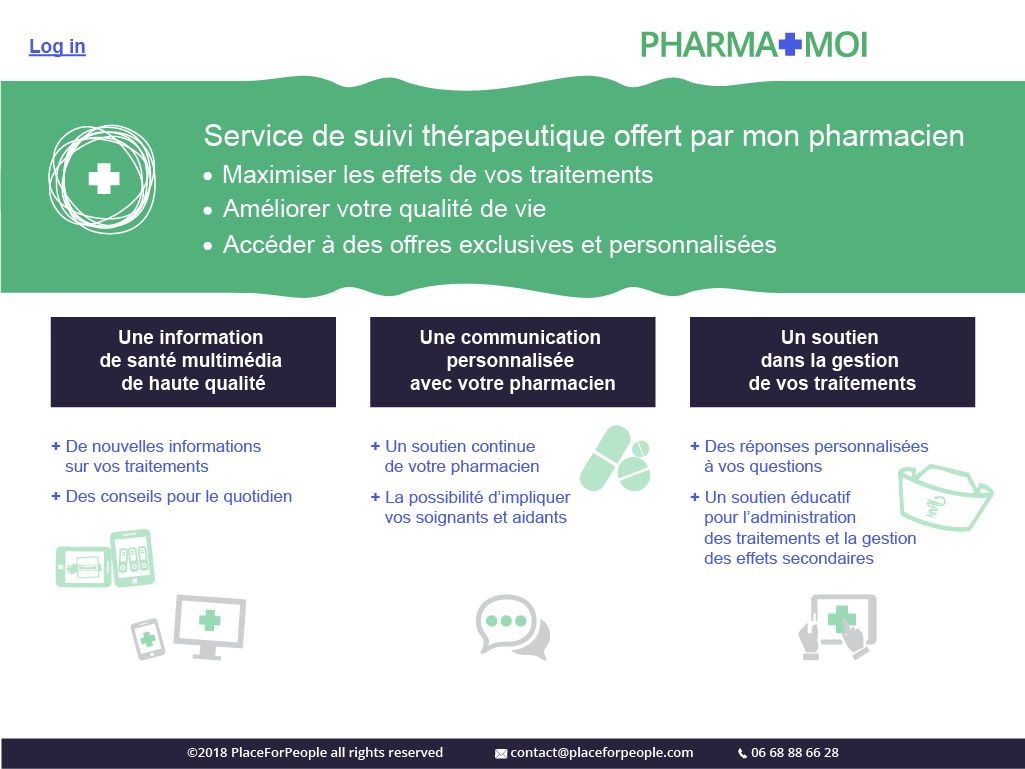 Log in
PHARMA+MOI
Service de suivi thérapeutique offert par mon pharmacien
• Maximiser les effets de vos traitements
• Améliorer votre qualité de vie
• Accéder à des offres exclusives et personnalisées
Une information
de santé multimédia
de haute qualité
+ De nouvelles informations
sur vos traitements
+ Des conseils pour le quotidien
Une communication
personnalisée
avec votre pharmacien
+ Un soutien continue
de votre pharmacien
+ La possibilité d’impliquer
vos soignants et aidants
Un soutien
dans la gestion
de vos traitements
+ Des réponses personnalisées
à vos questions
+ Un soutien éducatif
pour l’administration
des traitements et la gestion
des effets secondaires
©2018 PlaceForPeople all rights reserved
contact@placeforpeople.com
06 68 88 66 28